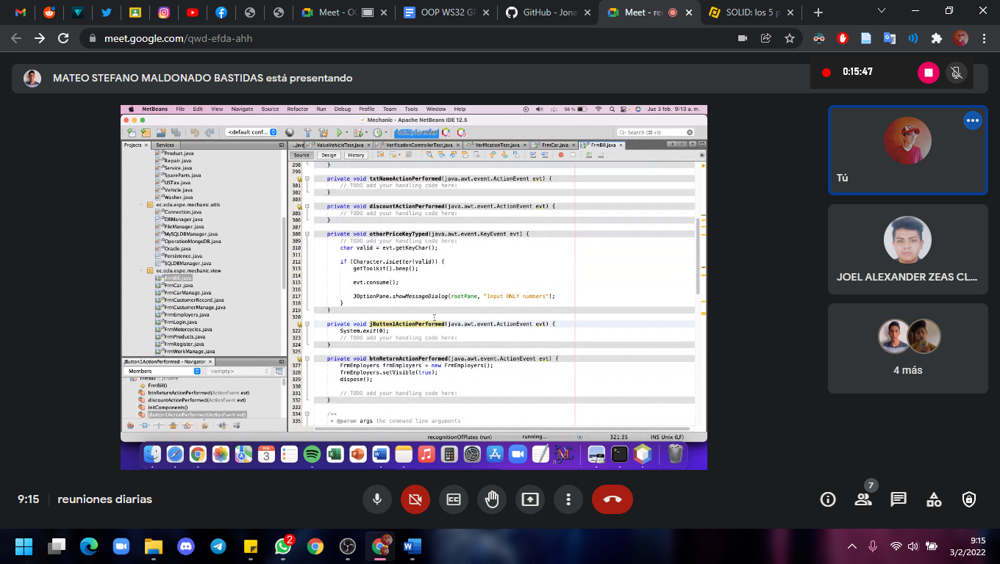 Meet - OC
OOP WS32 GF
GitHub - Jona
Meet - reu
SOLID: los 5 p
meet.google.com/qwd-efda-ahh
MATEO STEFANO MALDONADO BASTIDAS está presentando
0:15:47
NetBeans File Edit View Navigate Source Refactor Run Debug Profile Team Tools Window Help
56 %
Jue 3 feb. 9:13 a. m.
Mechanic - Apache NetBeans IDE 12.5
<default conf...
Search (⌘+I)
Projects
Services
...java
ValueVehicleTest.java
VerificationControllerTest.java
VerificationTest.java
FrmCar.java
FrmBill.java
Source Design History
Product.java
Repair.java
Service.java
SpareParts.java
USTax.java
Vehicle.java
Washer.java
ec.edu.espe.mechanic.utils
Connection.java
DBManager.java
FileManager.java
MySQLDBManager.java
OperationMongoDB.java
Oracle.java
Persistence.java
SQLDBManager.java
ec.edu.espe.mechanic.view
FrmBill.java
FrmCar.java
FrmCarManage.java
FrmCustomerRecord.java
FrmCusturmerManage.java
FrmEmployers.java
FrmLogin.java
FrmMotorcycles.java
FrmProducts.java
FrmRegister.java
FrmWorkManage.java
jButton1ActionPerformed - Navigator
Members
<empty>
FrmBill :: JFrame
FrmBill()
btnReturnActionPerformed(ActionEvent evt)
discountActionPerformed(ActionEvent evt)
initComponents()
jButton1ActionPerformed(ActionEvent evt)
298 }
299
private void txtNameActionPerformed(java.awt.event.ActionEvent evt) {
301 // TODO add your handling code here:
302 }
303
private void discountActionPerformed(java.awt.event.ActionEvent evt) {
305 // TODO add your handling code here:
306 }
307
308 private void otherPriceKeyTyped(java.awt.event.KeyEvent evt) {
309 // TODO add your handling code here:
310 char valid = evt.getKeyChar();
311
312 if (Character.isLetter(valid)) {
313 getToolkit().beep();
314
315 evt.consume();
316
317 JOptionPane.showMessageDialog(rootPane, "Input ONLY numbers");
318 }
319 }
320
private void jButton1ActionPerformed(java.awt.event.ActionEvent evt) {
322 System.exit(0);
323 // TODO add your handling code here:
324 }
325
private void btnReturnActionPerformed(java.awt.event.ActionEvent evt) {
327 FrmEmployers frmEmployers = new FrmEmployers();
328 frmEmployers.setVisible(true);
329 dispose();
330
331 // TODO add your handling code here:
332 }
333
334 /**
335 * @param args the command line arguments
recognitionOfPlates (run)
running...
321:35
INS Unix (LF)
FEB.
3
Tú
JOEL ALEXANDER ZEAS CL...
4 más
9:15
reuniones diarias
7
2
9:15
3/2/2022